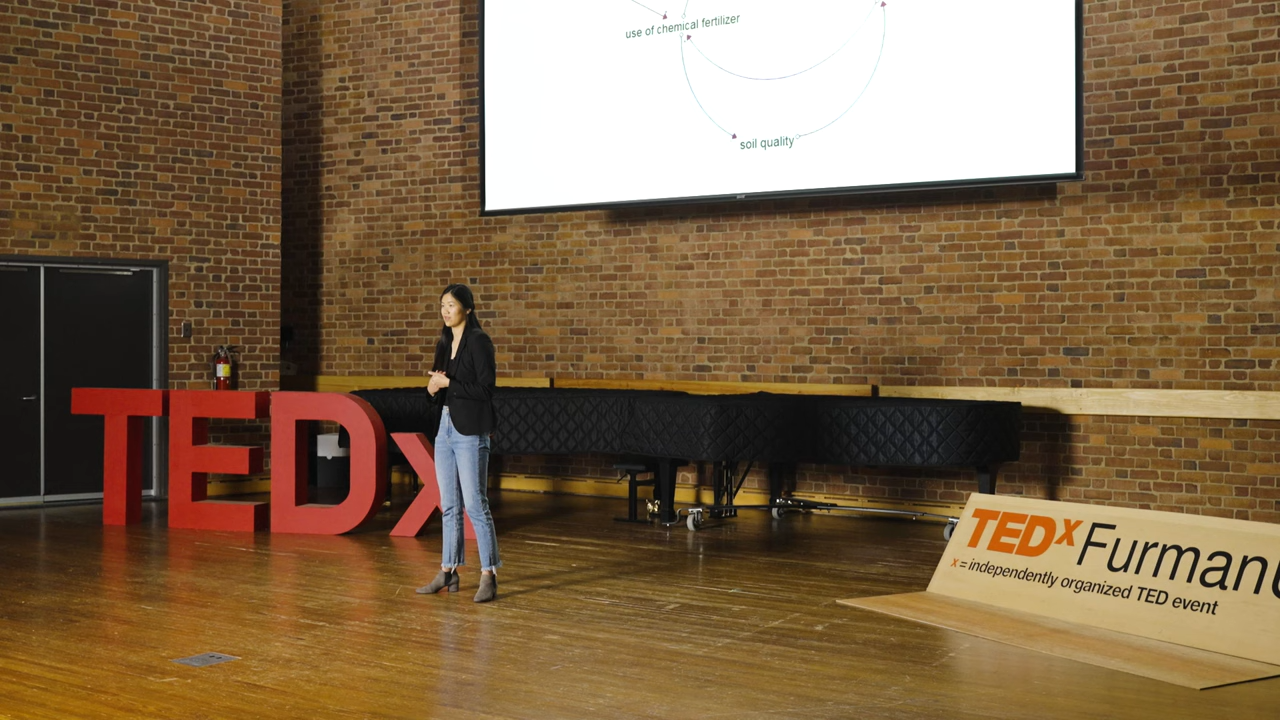 use of chemical fertilizer
soil quality
TEDx
TEDx Furman
x = independently organized TED event